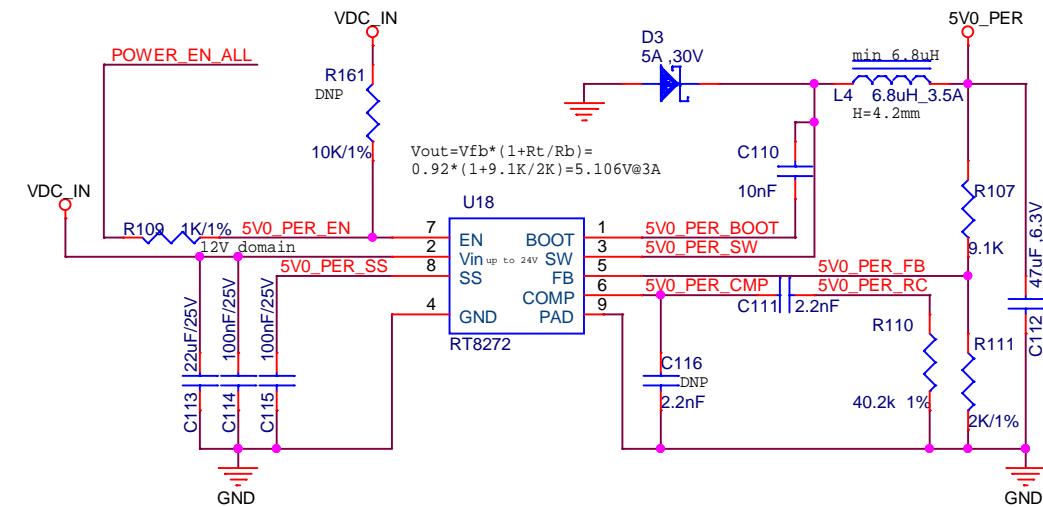 VDC_IN
5V0_PER
POWER_EN_ALL
D3
5A ,30V
min 6.8uH
R161
DNP
L4
6.8uH_3.5A
H=4.2mm
10K/1%
Vout=Vfb*(1+Rt/Rb)=
0.92*(1+9.1K/2K)=5.106V@3A
C110
10nF
VDC_IN
R107
9.1K
47uF ,6.3V
C112
U18
R109
1K/1%
5V0_PER_EN
12V domain
7
EN
BOOT
1
5V0_PER_BOOT
2
Vin
up to 24V
SW
3
5V0_PER_SW
5V0_PER_SS
8
SS
FB
5
5V0_PER_FB
COMP
6
5V0_PER_CMP
5V0_PER_RC
4
GND
PAD
9
C111
2.2nF
RT8272
22uF/25V
100nF/25V
100nF/25V
C113
C114
C115
C116
DNP
2.2nF
R110
40.2k 1%
R111
2K/1%
GND
GND